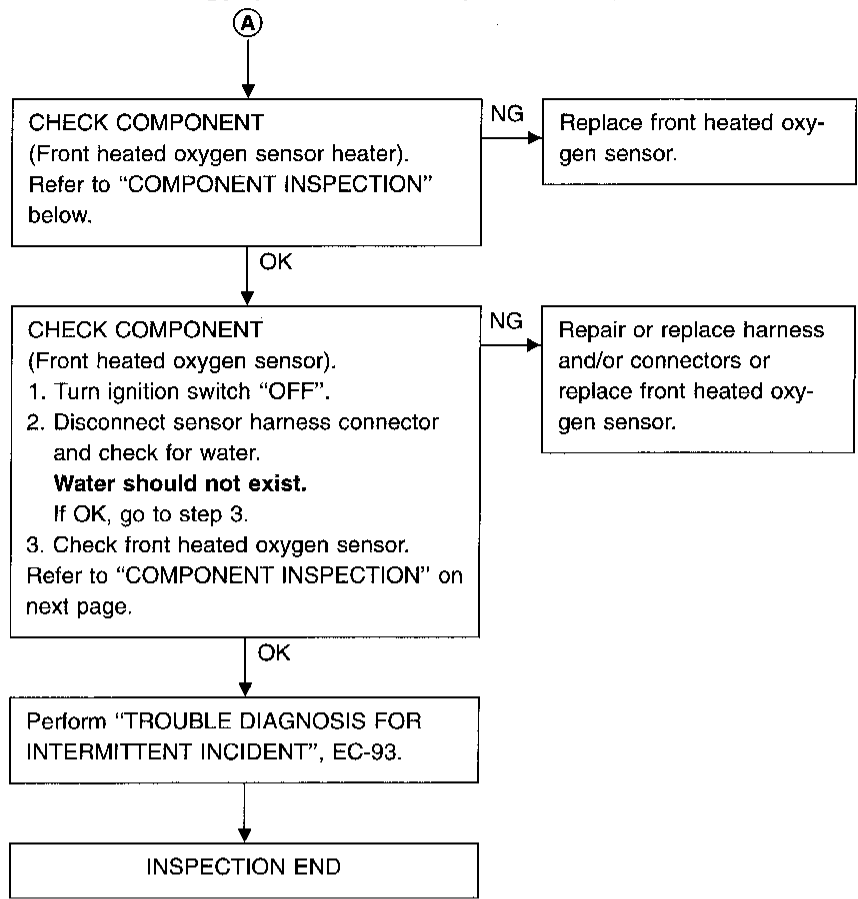 A
CHECK COMPONENT
(Front heated oxygen sensor heater).
Refer to “COMPONENT INSPECTION”
below.
NG
Replace front heated oxy-
gen sensor.
OK
CHECK COMPONENT
(Front heated oxygen sensor).
1. Turn ignition switch “OFF”.
2. Disconnect sensor harness connector
and check for water.
Water should not exist.
If OK, go to step 3.
3. Check front heated oxygen sensor.
Refer to “COMPONENT INSPECTION” on
next page.
NG
Repair or replace harness
and/or connectors or
replace front heated oxy-
gen sensor.
OK
Perform “TROUBLE DIAGNOSIS FOR
INTERMITTENT INCIDENT”, EC-93.
INSPECTION END